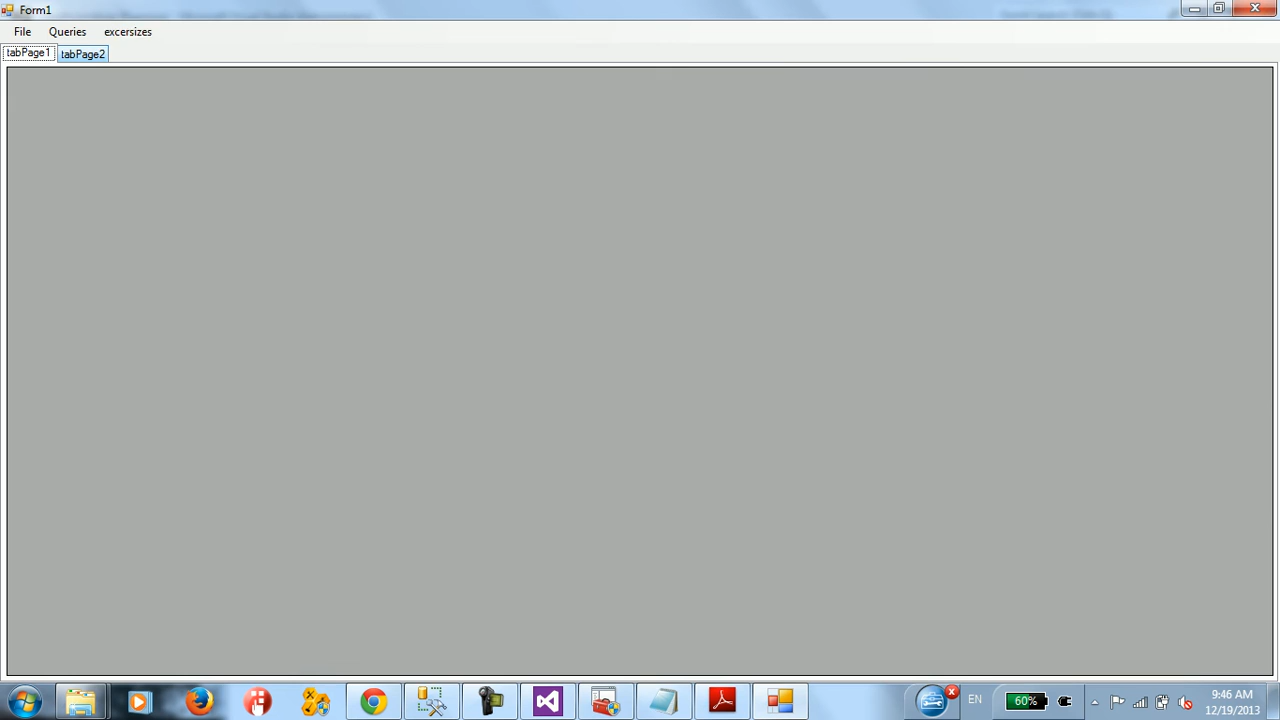 Form1
File Queries excersizes
tabPage1 tabPage2
EN 60% 9:46 AM
12/19/2013